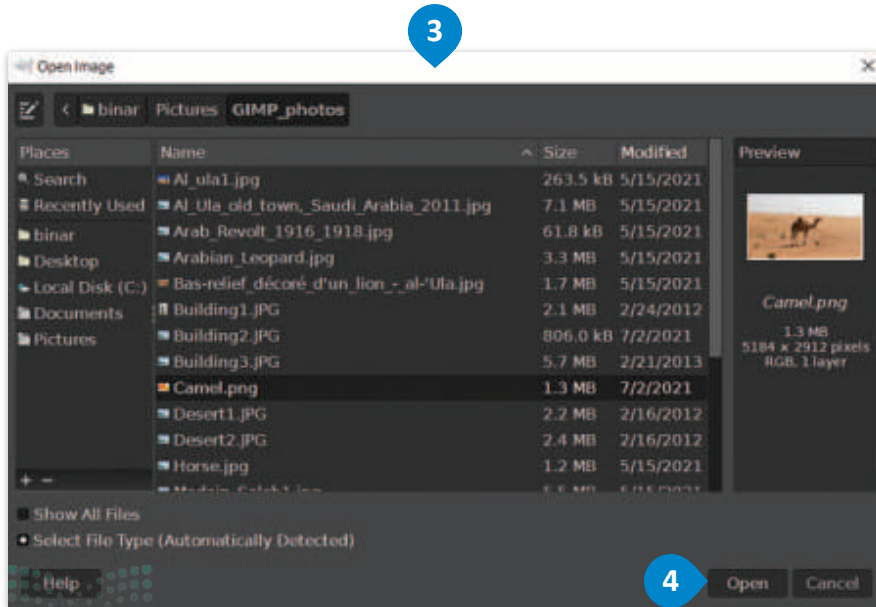 3
Open Image
binar Pictures GIMP_photos
Places Name Size Modified Preview
Search Al_ula1.jpg 263.5 kB 5/15/2021
Recently Used Al_Ula_old_town,_Saudi_Arabia_2011.jpg 7.1 MB 5/15/2021
binar Arab_Revolt_1916_1918.jpg 61.8 kB 5/15/2021
Desktop Arabian_Leopard.jpg 3.3 MB 5/15/2021
Local Disk (C:) Bas-relief_décoré_d'un_lion_-_al-'Ula.jpg 1.7 MB 5/15/2021
Documents Building1.JPG 2.1 MB 2/24/2012 Camel.png
Pictures Building2.JPG 806.0 kB 7/2/2021 1.3 MB
Building3.JPG 5.7 MB 2/21/2013 5184 x 2912 pixels
Camel.png 1.3 MB 7/2/2021 RGB, 1 layer
Desert1.JPG 2.2 MB 2/16/2012
Desert2.JPG 2.4 MB 2/16/2012
Horse.jpg 1.2 MB 5/15/2021
Show All Files
Select File Type (Automatically Detected)
Help 4 Open Cancel